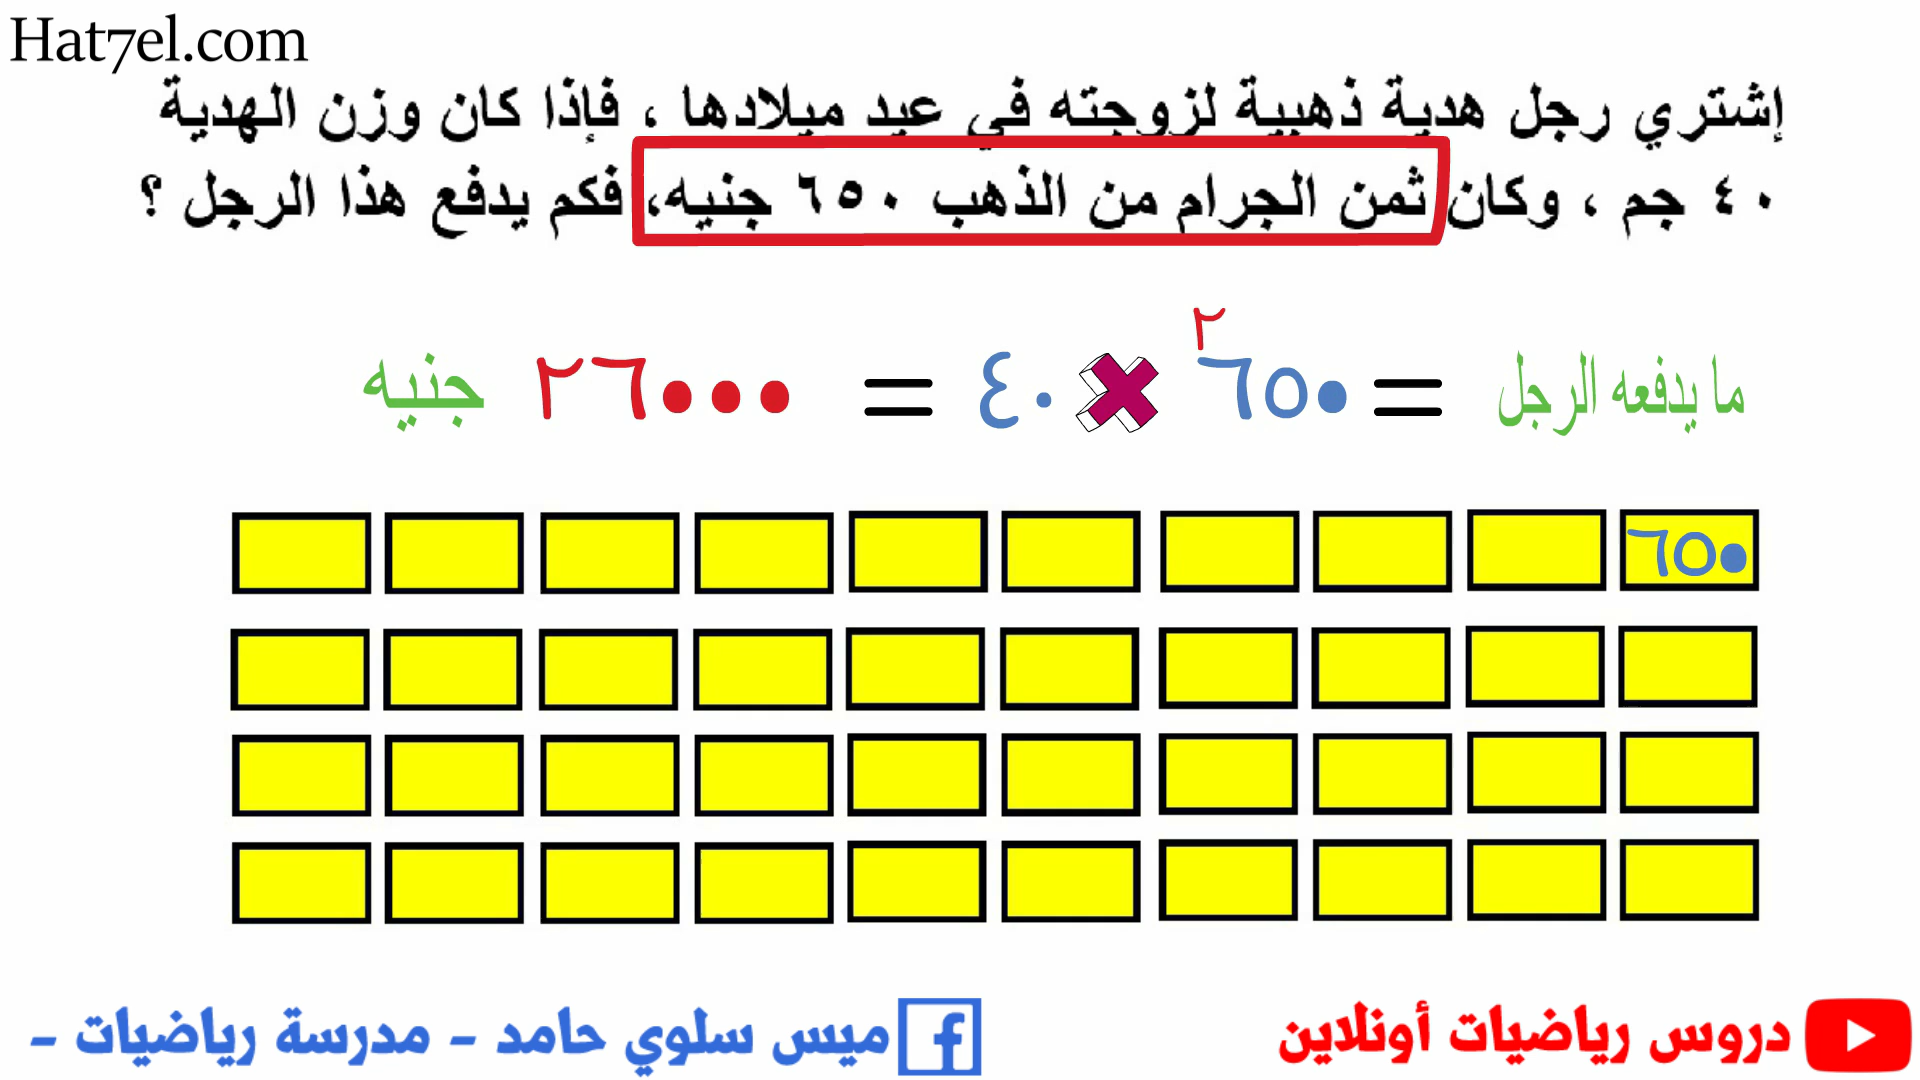 Hat7el.com
إشتري رجل هدية ذهبية لزوجته في عيد ميلادها ، فإذا كان وزن الهدية
٤٠ جم ، وكان ثمن الجرام من الذهب ٦٥٠ جنيه، فكم يدفع هذا الرجل ؟
٢
ما يدفعه الرجل = ٦٥٠ × ٤٠ = ٢٦٠٠٠ جنيه
٦٥٠
دروس رياضيات أونلاين
ميس سلوي حامد - مدرسة رياضيات -